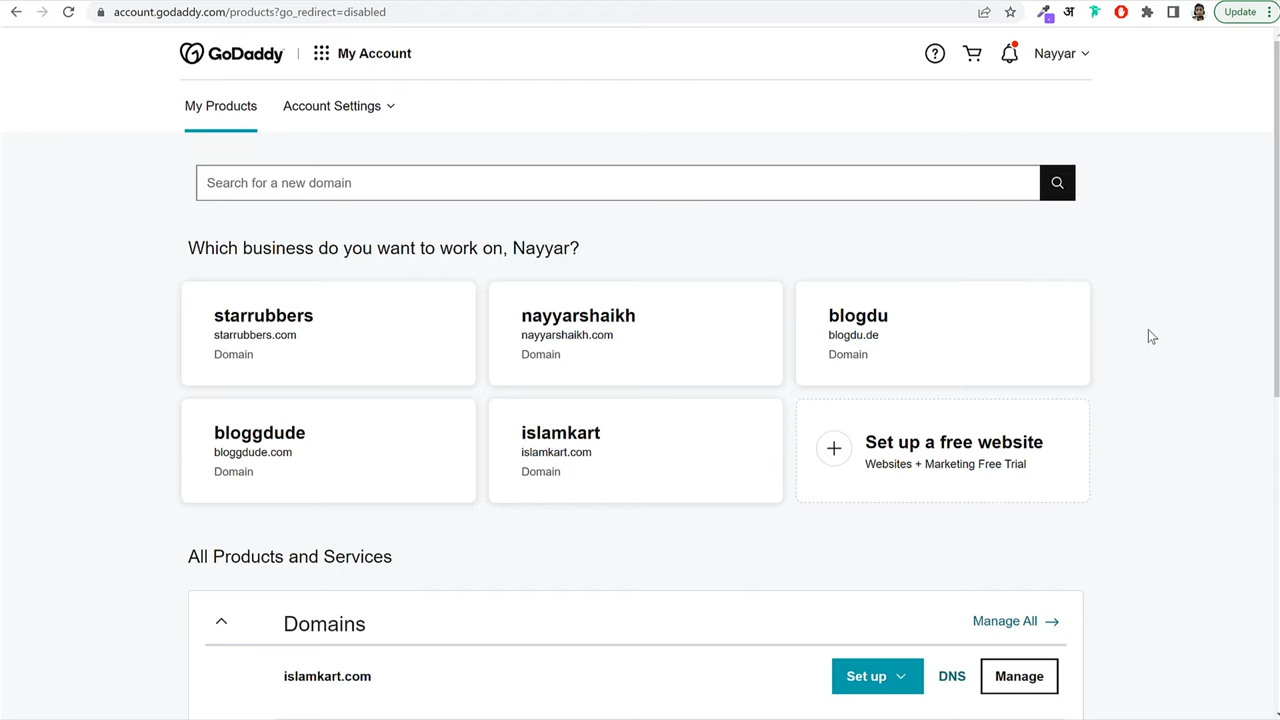 account.godaddy.com/products?go_redirect=disabled
अ
Update
GoDaddy
My Account
Nayyar
My Products
Account Settings
Search for a new domain
Which business do you want to work on, Nayyar?
starrubbers
starrubbers.com
Domain
nayyarshaikh
nayyarshaikh.com
Domain
blogdu
blogdu.de
Domain
bloggdude
bloggdude.com
Domain
islamkart
islamkart.com
Domain
Set up a free website
Websites + Marketing Free Trial
All Products and Services
Domains
Manage All
islamkart.com
Set up
DNS
Manage